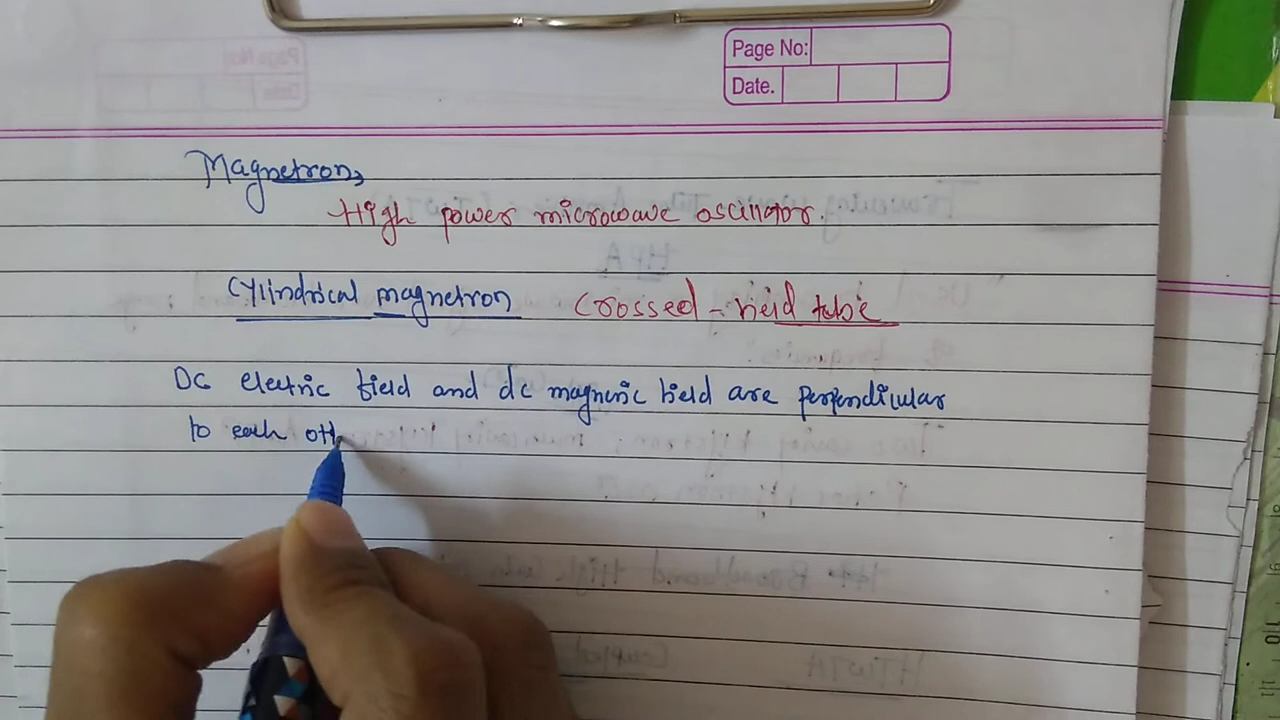 Page No:
Date.
Magnetron,
High power microwave oscillator.
Cylindrical magnetron Crossed-field tube
DC electric field and dc magnetic field are perpendicular
to each oth